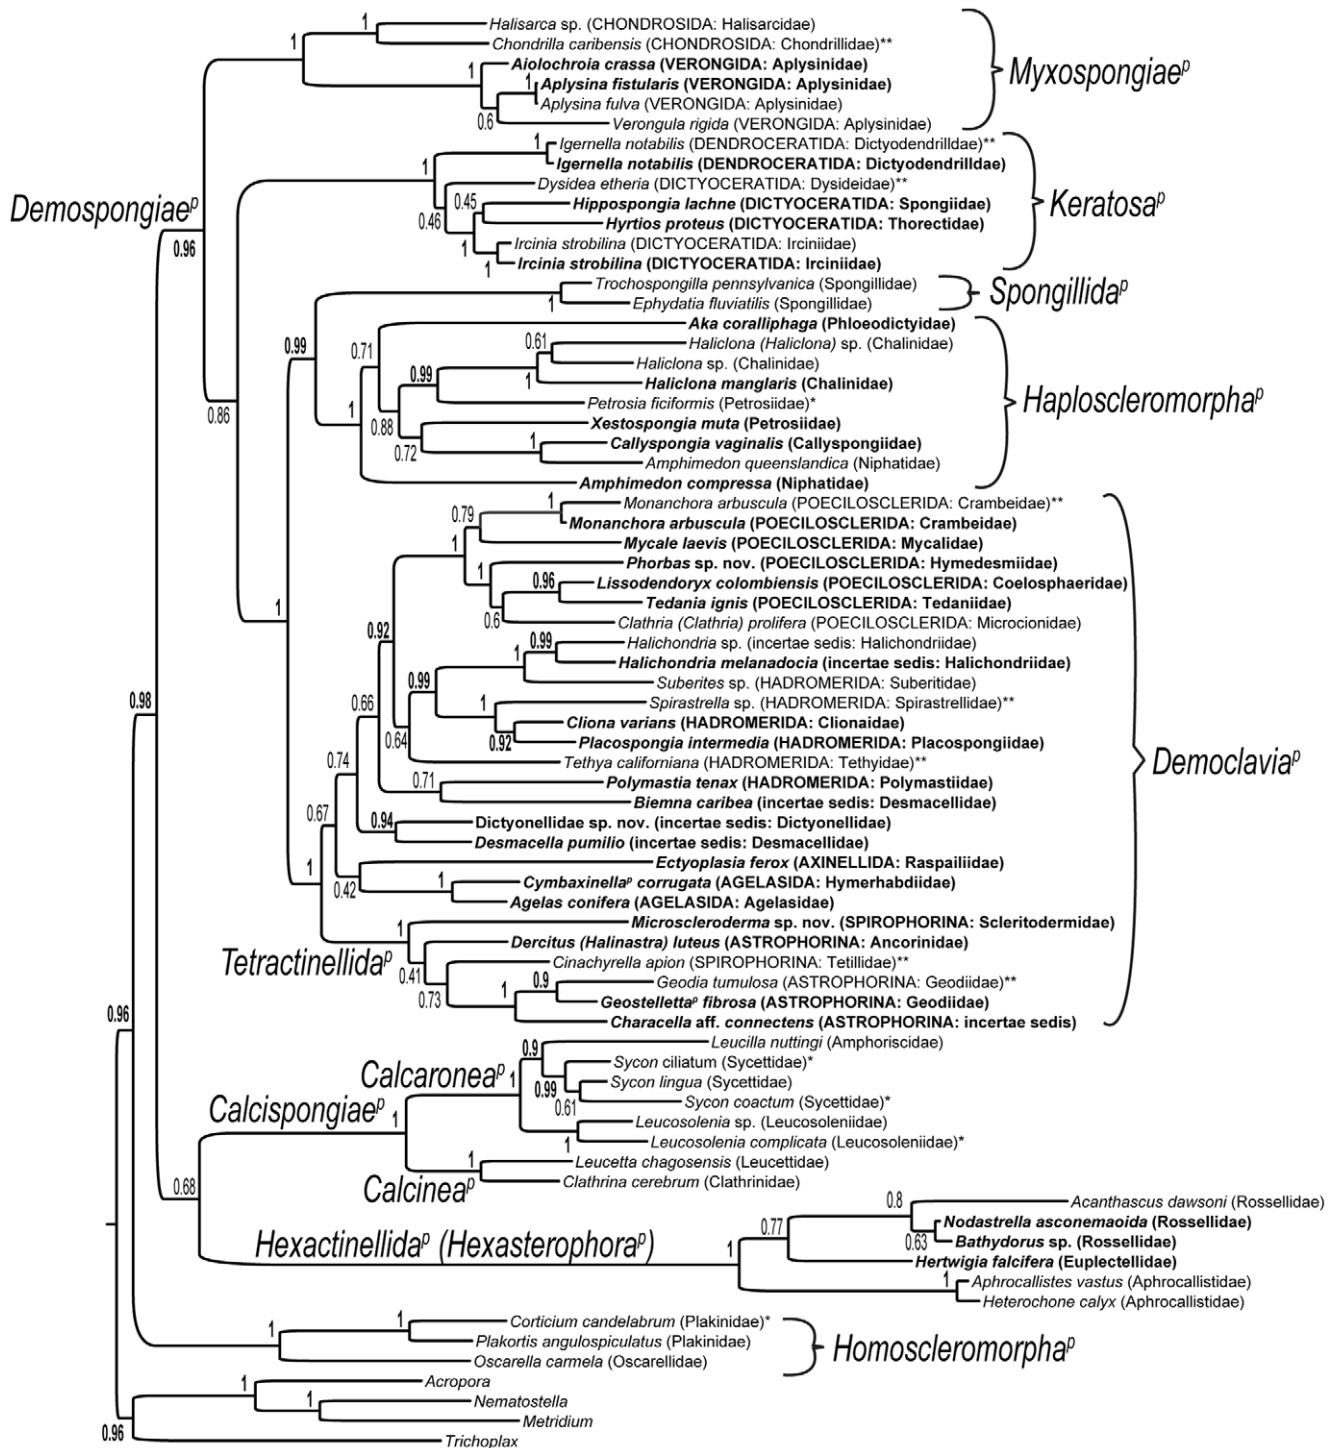 1 Halisarca sp. (CHONDROSIDA: Halisarcidae)
1 Chondrilla caribensis (CHONDROSIDA: Chondrillidae)**
1 Aiolochroia crassa (VERONGIDA: Aplysinidae)
Myxospongiaeᵖ
1 Aplysina fistularis (VERONGIDA: Aplysinidae)
Aplysina fulva (VERONGIDA: Aplysinidae)
0.6 Verongula rigida (VERONGIDA: Aplysinidae)
1 Igernella notabilis (DENDROCERATIDA: Dictyodendrilldae)**
1 Igernella notabilis (DENDROCERATIDA: Dictyodendrilldae)
Dysidea etheria (DICTYOCERATIDA: Dysideidae)**
Demospongiaeᵖ 0.45 Hippospongia lachne (DICTYOCERATIDA: Spongiidae)
Keratosaᵖ
0.46 Hyrtios proteus (DICTYOCERATIDA: Thorectidae)
0.96 1 Ircinia strobilina (DICTYOCERATIDA: Irciniidae)
1 Ircinia strobilina (DICTYOCERATIDA: Irciniidae)
Trochospongilla pennsylvanica (Spongillidae)
Spongillidaᵖ
1 Ephydatia fluviatilis (Spongillidae)
Aka coralliphaga (Phloeodictyidae)
0.99 0.71 0.61 Haliclona (Haliclona) sp. (Chalinidae)
Haliclona sp. (Chalinidae)
0.99 1 Haliclona manglaris (Chalinidae)
Haploscleromorphaᵖ
0.86 1 Petrosia ficiformis (Petrosiidae)*
0.88 Xestospongia muta (Petrosiidae)
0.72 1 Callyspongia vaginalis (Callyspongiidae)
Amphimedon queenslandica (Niphatidae)
Amphimedon compressa (Niphatidae)
1 Monanchora arbuscula (POECILOSCLERIDA: Crambeidae)**
0.79 Monanchora arbuscula (POECILOSCLERIDA: Crambeidae)
1 Mycale laevis (POECILOSCLERIDA: Mycalidae)
1 Phorbas sp. nov. (POECILOSCLERIDA: Hymedesmiidae)
0.96 Lissodendoryx colombiensis (POECILOSCLERIDA: Coelosphaeridae)
1 Tedania ignis (POECILOSCLERIDA: Tedaniidae)
0.6 Clathria (Clathria) prolifera (POECILOSCLERIDA: Microcionidae)
0.92 0.99 Halichondria sp. (incertae sedis: Halichondriidae)
1 Halichondria melanadocia (incertae sedis: Halichondriidae)
0.99 Suberites sp. (HADROMERIDA: Suberitidae)
0.98 0.66 1 Spirastrella sp. (HADROMERIDA: Spirastrellidae)**
Cliona varians (HADROMERIDA: Clionaidae)
0.64 0.92 Placospongia intermedia (HADROMERIDA: Placospongiidae)
0.74 Tethya californiana (HADROMERIDA: Tethyidae)**
Democlaviaᵖ
0.71 Polymastia tenax (HADROMERIDA: Polymastiidae)
Biemna caribea (incertae sedis: Desmacellidae)
0.67 0.94 Dictyonellidae sp. nov. (incertae sedis: Dictyonellidae)
Desmacella pumilio (incertae sedis: Desmacellidae)
1 Ectyoplasia ferox (AXINELLIDA: Raspailiidae)
0.42 1 Cymbaxinellaᵖ corrugata (AGELASIDA: Hymerhabdiidae)
Agelas conifera (AGELASIDA: Agelasidae)
1 Microscleroderma sp. nov. (SPIROPHORINA: Scleritodermidae)
Dercitus (Halinastra) luteus (ASTROPHORINA: Ancorinidae)
Tetractinellidaᵖ Cinachyrella apion (SPIROPHORINA: Tetillidae)**
0.41 0.9 Geodia tumulosa (ASTROPHORINA: Geodiidae)**
0.73 1 Geostellettaᵖ fibrosa (ASTROPHORINA: Geodiidae)
0.96 Characella aff. connectens (ASTROPHORINA: incertae sedis)
0.9 Leucilla nuttingi (Amphoriscidae)
Calcaroneaᵖ 1 Sycon ciliatum (Sycettidae)*
0.99 Sycon lingua (Sycettidae)
0.61 Sycon coactum (Sycettidae)*
Calcispongiaeᵖ 1 Leucosolenia sp. (Leucosoleniidae)
1 Leucosolenia complicata (Leucosoleniidae)*
1 Leucetta chagosensis (Leucettidae)
0.68 Calcineaᵖ Clathrina cerebrum (Clathrinidae)
0.8 Acanthascus dawsoni (Rossellidae)
0.77 Nodastrella asconemaoida (Rossellidae)
Hexactinellidaᵖ (Hexasterophoraᵖ) 1 0.63 Bathydorus sp. (Rossellidae)
Hertwigia falcifera (Euplectellidae)
1 Aphrocallistes vastus (Aphrocallistidae)
Heterochone calyx (Aphrocallistidae)
1 Corticium candelabrum (Plakinidae)*
1 Plakortis angulospiculatus (Plakinidae)
Homoscleromorphaᵖ
Oscarella carmela (Oscarellidae)
1 Acropora
1 Nematostella
Metridium
0.96 Trichoplax